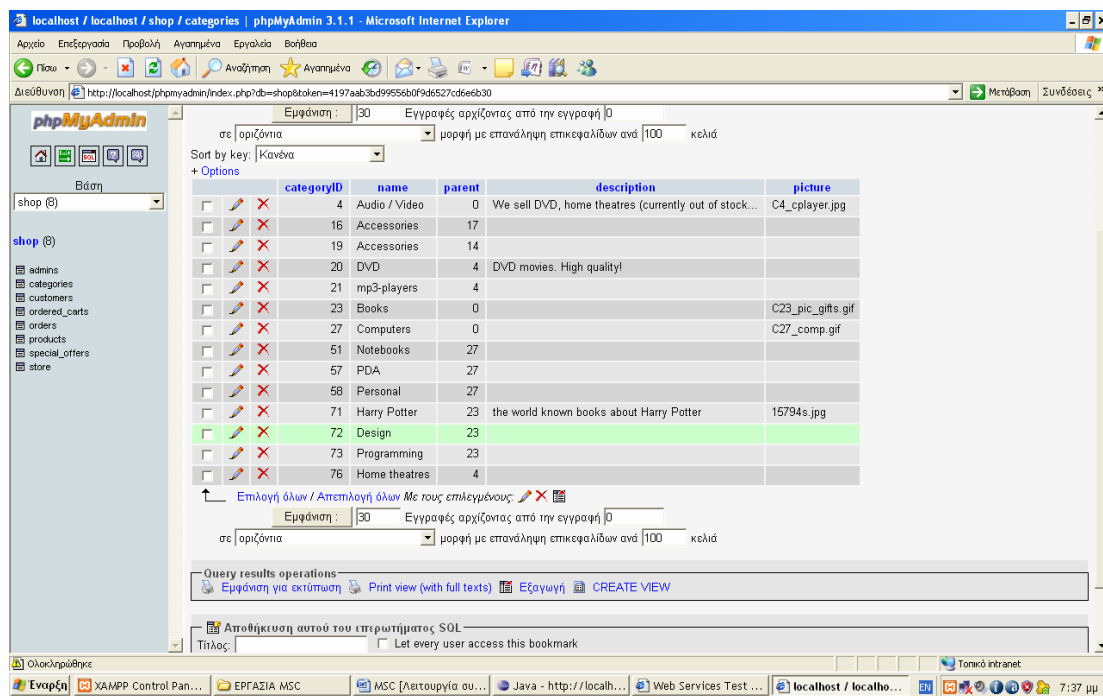 localhost / localhost / shop / categories | phpMyAdmin 3.1.1 - Microsoft Internet Explorer
Αρχείο Επεξεργασία Προβολή Αγαπημένα Εργαλεία Βοήθεια
Πίσω Αναζήτηση Αγαπημένα
Διεύθυνση http://localhost/phpmyadmin/index.php?db=shop&token=4197aab3bd99556b0f9d6527cd6e6b30 Μετάβαση Συνδέσεις »
phpMyAdmin
SQL
Βάση
shop (8)
shop (8)
admins
categories
customers
ordered_carts
orders
products
special_offers
store
Εμφάνιση : 30 Εγγραφές αρχίζοντας από την εγγραφή 0
σε οριζόντια μορφή με επανάληψη επικεφαλίδων ανά 100 κελιά
Sort by key: Κανένα
+ Options
categoryID name parent description picture
4 Audio / Video 0 We sell DVD, home theatres (currently out of stock... C4_cplayer.jpg
16 Accessories 17
19 Accessories 14
20 DVD 4 DVD movies. High quality!
21 mp3-players 4
23 Books 0 C23_pic_gifts.gif
27 Computers 0 C27_comp.gif
51 Notebooks 27
57 PDA 27
58 Personal 27
71 Harry Potter 23 the world known books about Harry Potter 15794s.jpg
72 Design 23
73 Programming 23
76 Home theatres 4
Επιλογή όλων / Απεπιλογή όλων Με τους επιλεγμένους:
Εμφάνιση : 30 Εγγραφές αρχίζοντας από την εγγραφή 0
σε οριζόντια μορφή με επανάληψη επικεφαλίδων ανά 100 κελιά
Query results operations
Εμφάνιση για εκτύπωση Print view (with full texts) Εξαγωγή CREATE VIEW
Αποθήκευση αυτού του επερωτήματος SQL
Τίτλος: Let every user access this bookmark
Ολοκληρώθηκε Τοπικό intranet
Έναρξη XAMPP Control Pan... ΕΡΓΑΣΙΑ MSC MSC [Λειτουργία συ... Java - http://localh... Web Services Test ... localhost / localho... EN 7:37 μμ